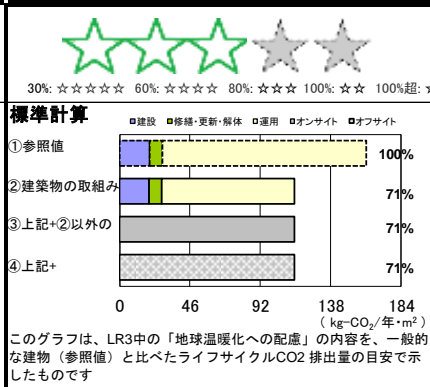 30%: ☆☆☆☆☆ 60%: ☆☆☆☆ 80%: ☆☆☆ 100%: ☆☆ 100%超:
標準計算
建設 修繕・更新・解体 運用 オンサイト オフサイト
①参照値 100%
②建築物の取組み 71%
③上記+②以外の 71%
④上記+ 71%
0 46 92 138 184
( kg-CO₂/年・m² )
このグラフは、LR3中の「地球温暖化への配慮」の内容を、一般的
な建物(参照値)と比べたライフサイクルCO2 排出量の目安で示
したものです